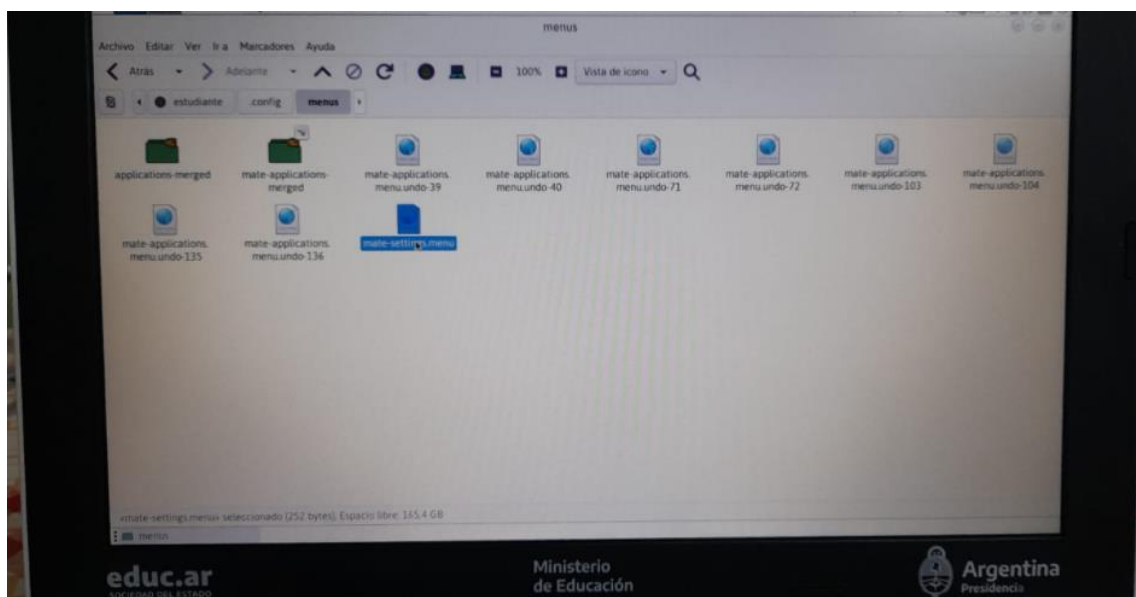 menus
Archivo Editar Ver Ir a Marcadores Ayuda
Atrás Adelante 100% Vista de icono
estudiante .config menus
applications-merged
mate-applications-
merged
mate-applications.
menu.undo-39
mate-applications.
menu.undo-40
mate-applications.
menu.undo-71
mate-applications.
menu.undo-72
mate-applications.
menu.undo-103
mate-applications.
menu.undo-104
mate-applications.
menu.undo-135
mate-applications.
menu.undo-136
mate-settings.menu
«mate-settings.menu» seleccionado (252 bytes), Espacio libre: 165,4 GB
menus
educ.ar
SOCIEDAD DEL ESTADO
Ministerio
de Educación
Argentina
Presidencia